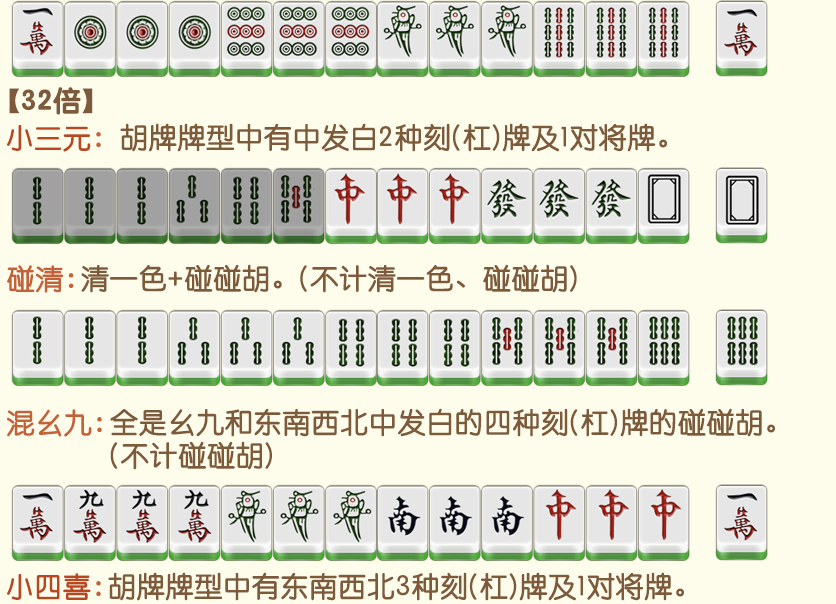 一萬 一萬
【32倍】
小三元: 胡牌牌型中有中发白2种刻(杠)牌及1对将牌。
中 中 中 發 發 發
碰清:清一色+碰碰胡。(不计清一色、碰碰胡)
混幺九:全是幺九和东南西北中发白的四种刻(杠)牌的碰碰胡。
(不计碰碰胡)
一萬 九萬 九萬 九萬 南 南 南 中 中 中 一萬
小四喜:胡牌牌型中有东南西北3种刻(杠)牌及1对将牌。